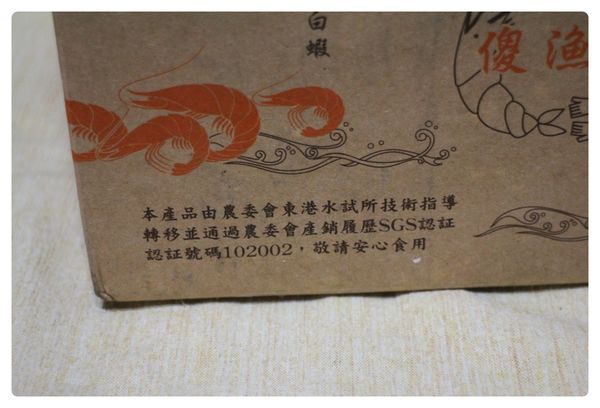 白蝦
傻漁
本產品由農委會東港水試所技術指導
轉移並通過農委會產銷履歷SGS認証
認証號碼102002，敬請安心食用